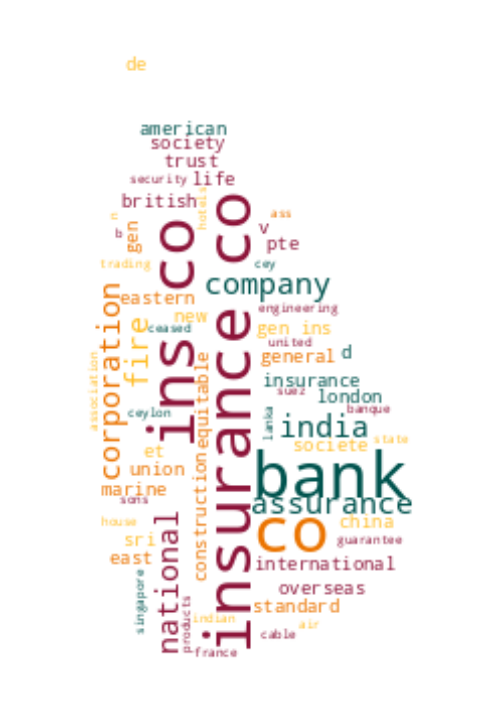 de
american
society
trust
security
life
british
hotels
n
b
gen
ass
v
pte
ins co
insurance co
trading
cey
company
corporation
eastern
engineering
new
ceased
fire
gen ins
united
general
d
association
equitable
insurance
suez
london
banque
ceylon
lanka
india
state
societe
et
union
bank
marine
sons
assurance
construction
co
house
china
national
sri
guarantee
east
international
singapore
overseas
products
standard
indian
air
cable
france